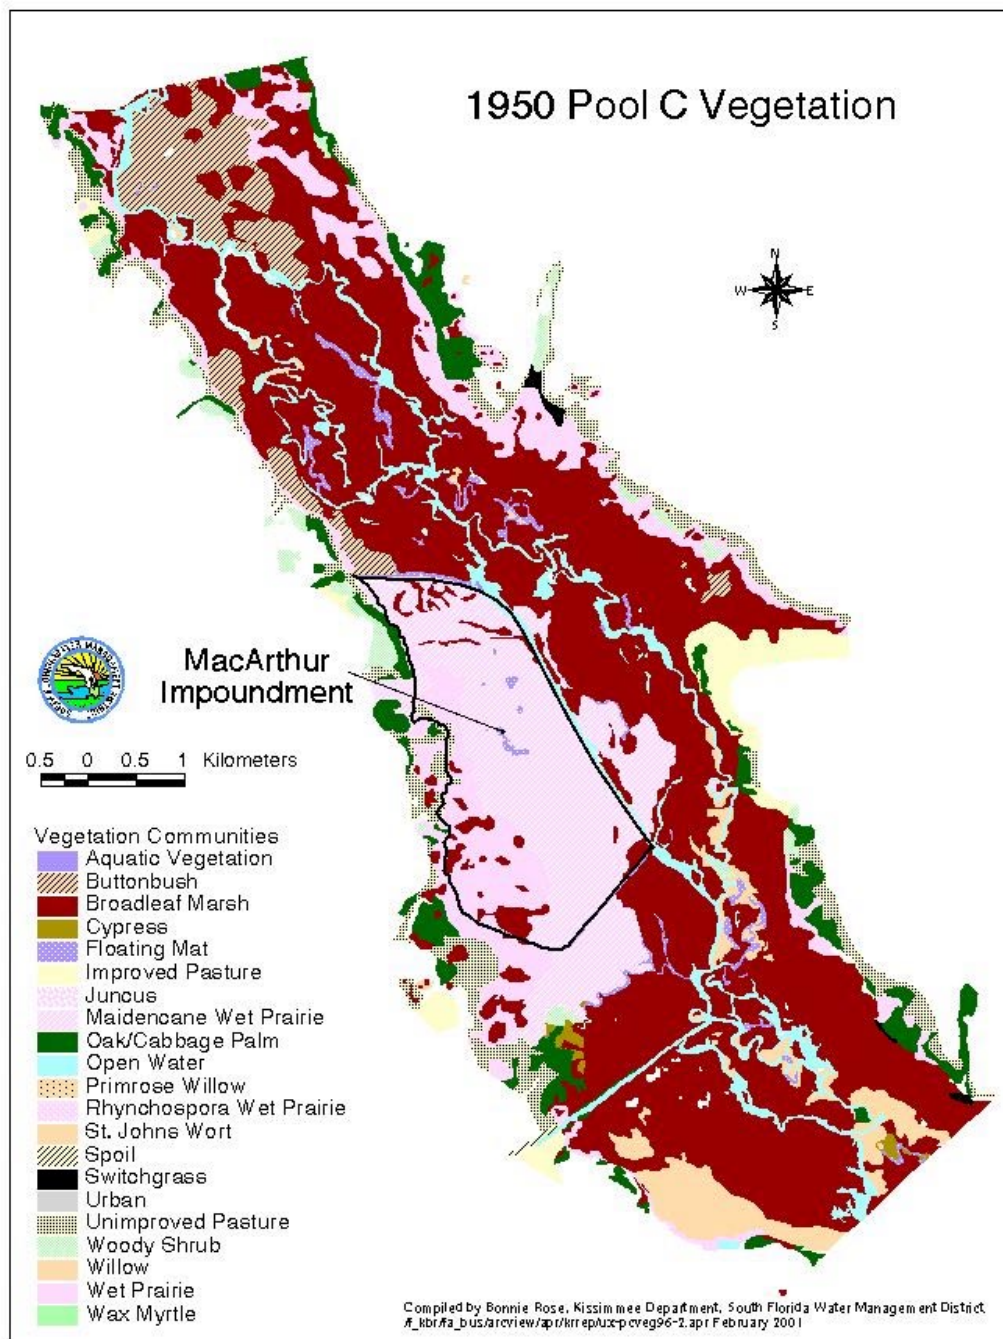 1950 Pool C Vegetation
N
W E
S
MacArthur
Impoundment
0.5 0 0.5 1 Kilometers
Vegetation Communities
Aquatic Vegetation
Buttonbush
Broadleaf Marsh
Cypress
Floating Mat
Improved Pasture
Juncus
Maidencane Wet Prairie
Oak/Cabbage Palm
Open Water
Primrose Willow
Rhynchospora Wet Prairie
St. Johns Wort
Spoil
Switchgrass
Urban
Unimproved Pasture
Woody Shrub
Willow
Wet Prairie
Wax Myrtle
Compiled by Bonnie Rose, Kissimmee Department, South Florida Water Management District
February 2001